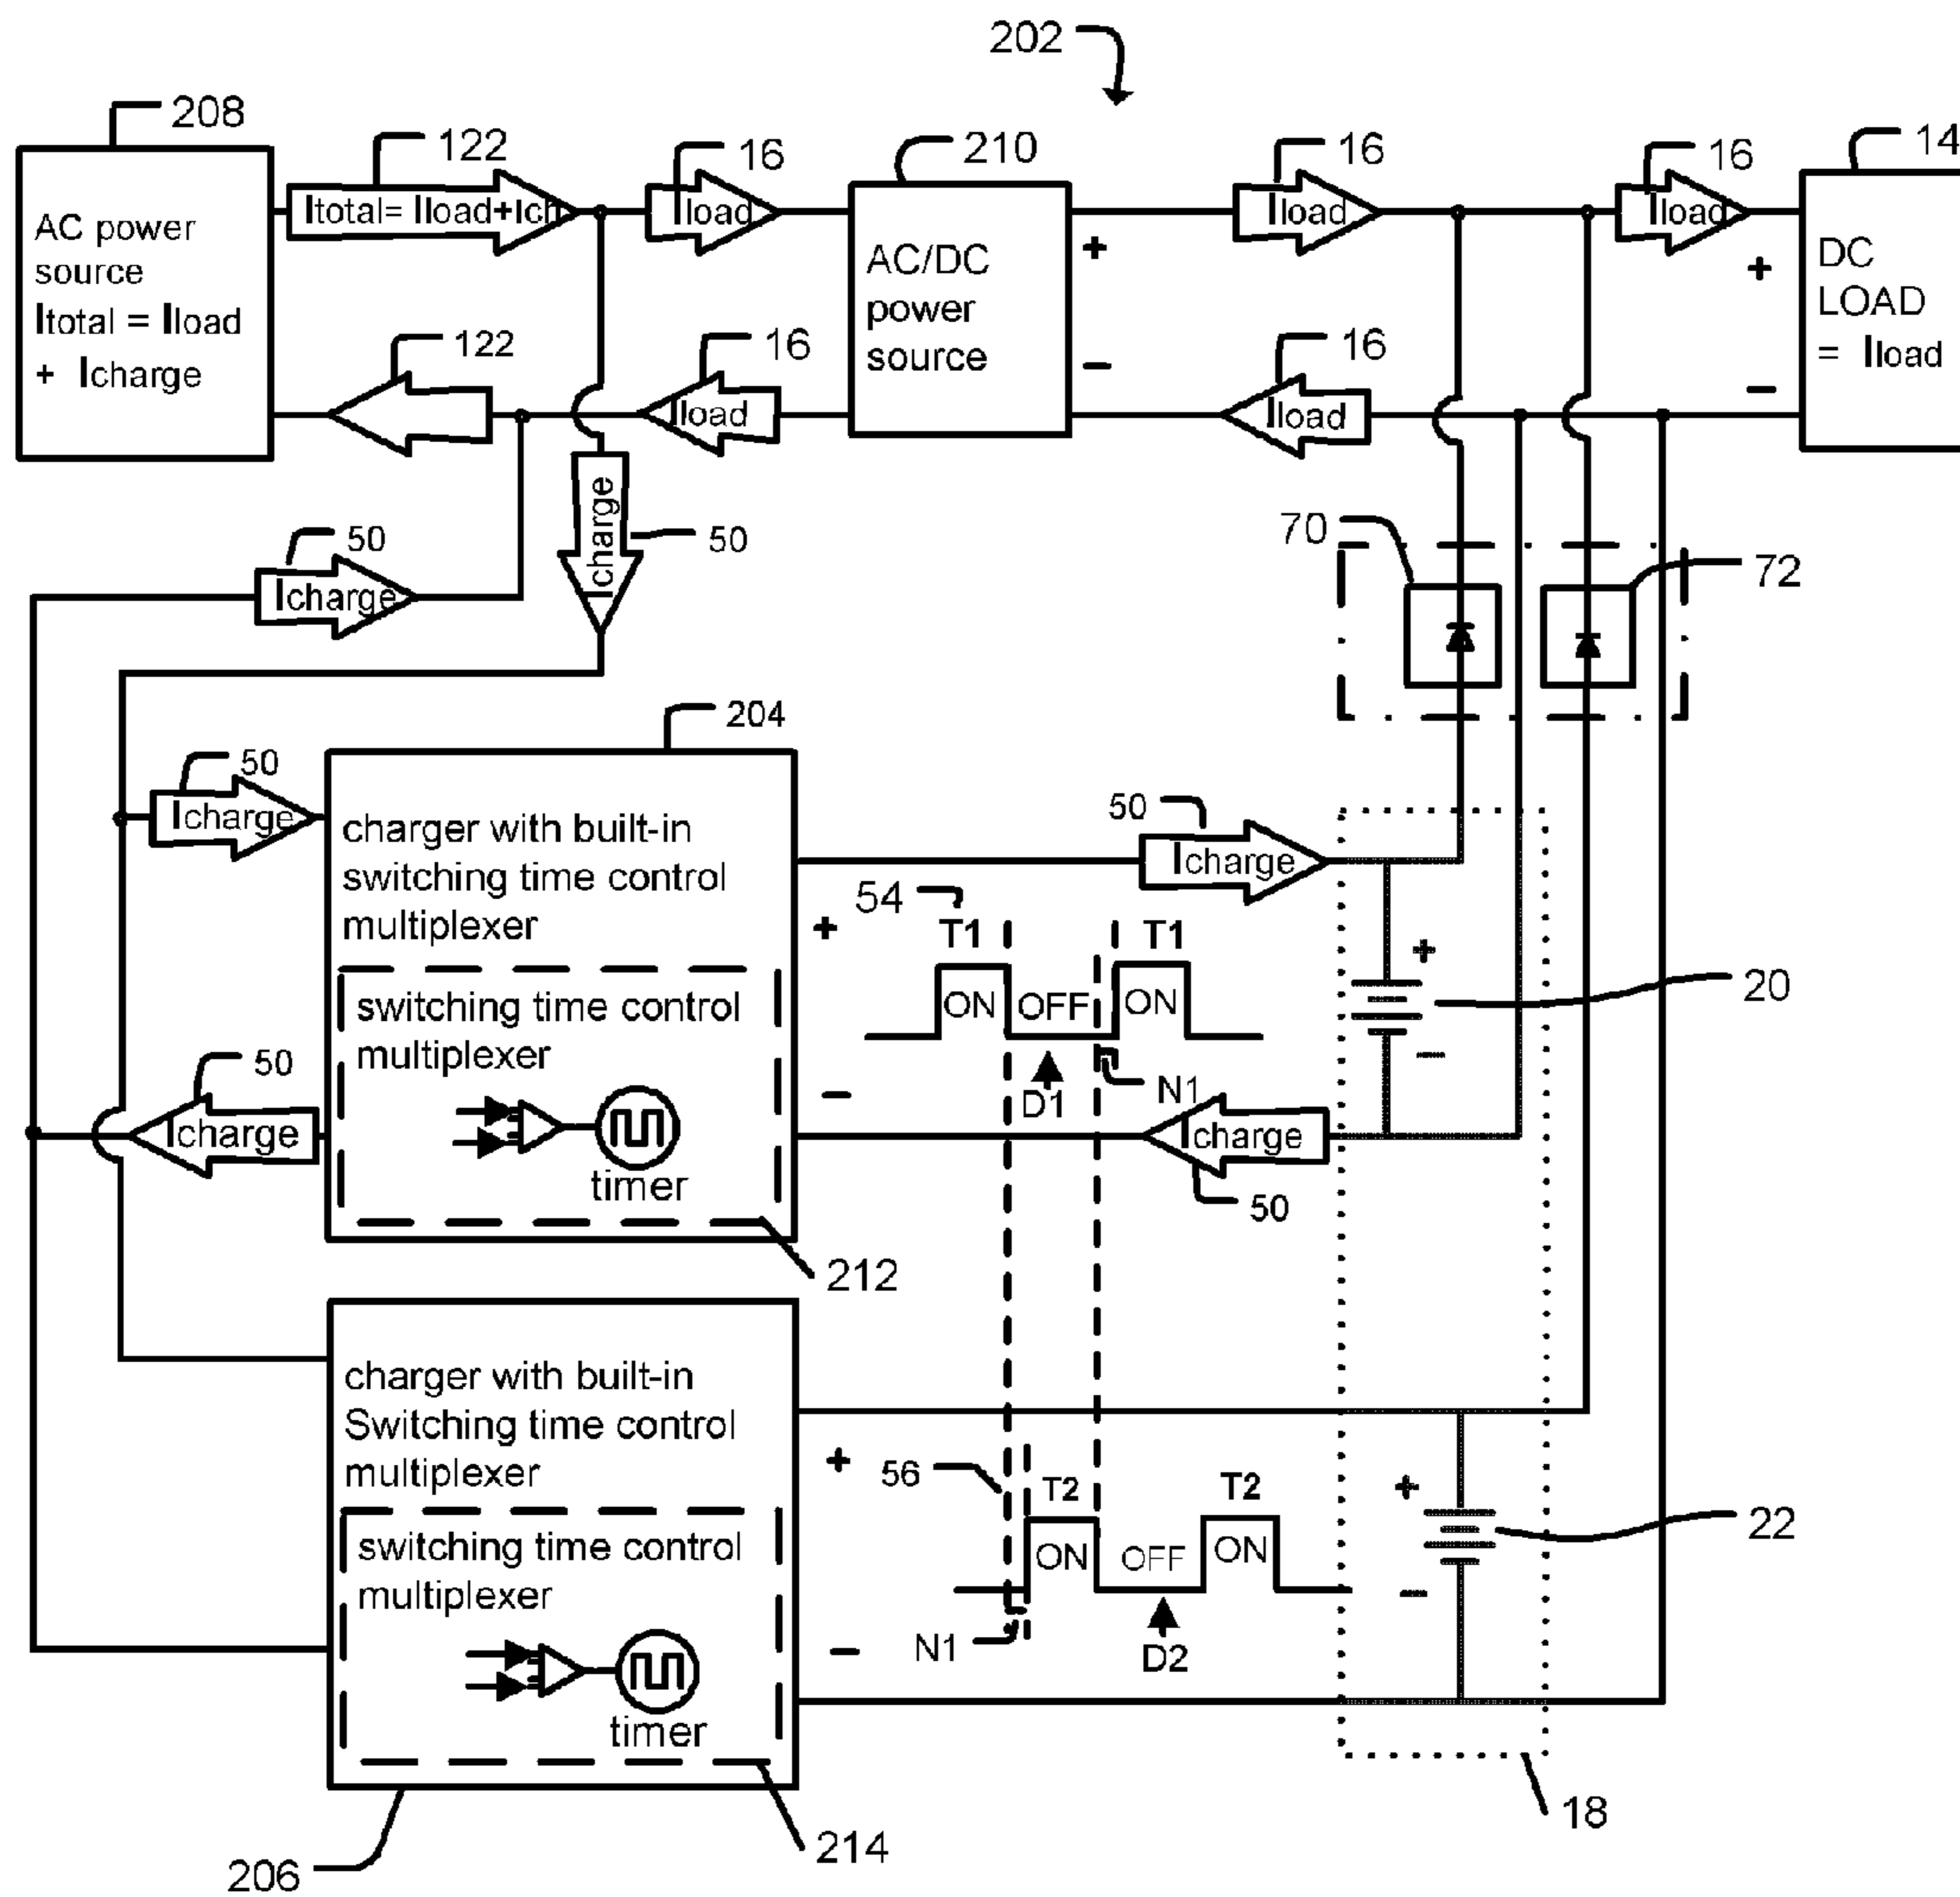 202
208
122
16
210
16
16
14
AC power
source
Itotal = Iload
+ Icharge
Itotal= Iload+Ich
Iload
AC/DC
power
source
+
−
Iload
Iload
+
−
DC
LOAD
= Iload
122
16
Iload
16
Iload
50
Icharge
50
Icharge
70
72
204
50
Icharge
charger with built-in
switching time control
multiplexer
+
−
50
Icharge
54
T1
T1
ON
OFF
ON
D1
N1
+
−
20
switching time control
multiplexer
timer
50
Icharge
Icharge
50
212
charger with built-in
Switching time control
multiplexer
+
−
56
T2
T2
ON
OFF
ON
N1
D2
+
−
22
switching time control
multiplexer
timer
18
206
214